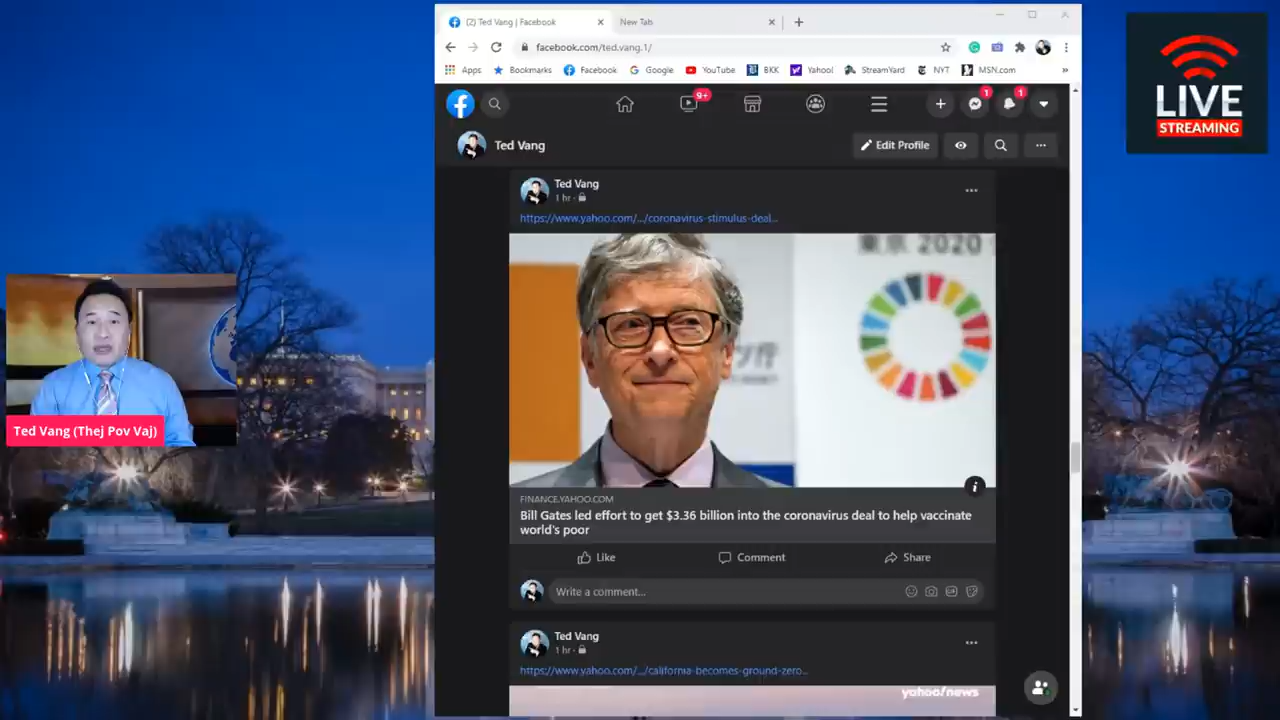 (2) Ted Vang | Facebook
New Tab
facebook.com/ted.vang.1/
Apps
Bookmarks
Facebook
Google
YouTube
BKK
Yahoo!
StreamYard
NYT
MSN.com
»
9+
1
1
LIVE
STREAMING
Ted Vang
Edit Profile
Ted Vang
1 hr
https://www.yahoo.com/.../coronavirus-stimulus-deal...
東京 2020
FINANCE.YAHOO.COM
Bill Gates led effort to get $3.36 billion into the coronavirus deal to help vaccinate
world's poor
Like
Comment
Share
Write a comment...
GIF
Ted Vang (Thej Pov Vaj)
Ted Vang
1 hr
https://www.yahoo.com/.../california-becomes-ground-zero...
yahoo!news